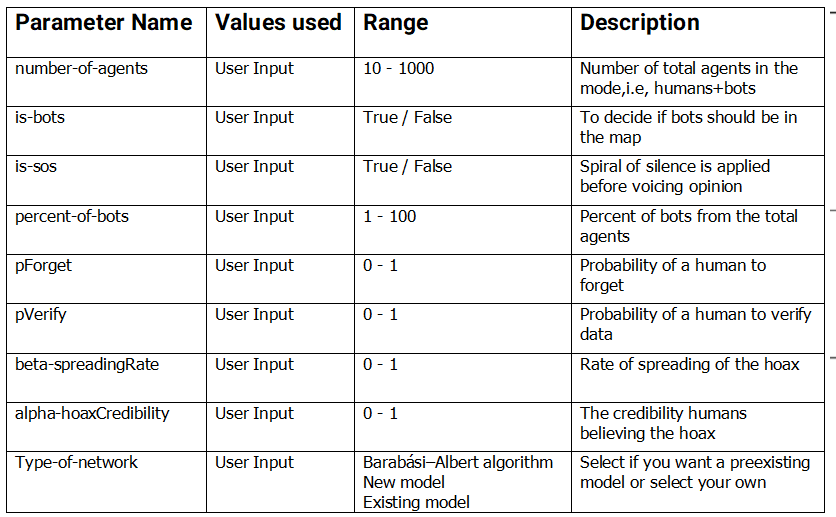 Parameter Name Values used Range Description
number-of-agents User Input 10 - 1000 Number of total agents in the
mode,i.e, humans+bots
is-bots User Input True / False To decide if bots should be in
the map
is-sos User Input True / False Spiral of silence is applied
before voicing opinion
percent-of-bots User Input 1 - 100 Percent of bots from the total
agents
pForget User Input 0 - 1 Probability of a human to
forget
pVerify User Input 0 - 1 Probability of a human to verify
data
beta-spreadingRate User Input 0 - 1 Rate of spreading of the hoax
alpha-hoaxCredibility User Input 0 - 1 The credibility humans
believing the hoax
Type-of-network User Input Barabási–Albert algorithm Select if you want a preexisting
New model model or select your own
Existing model